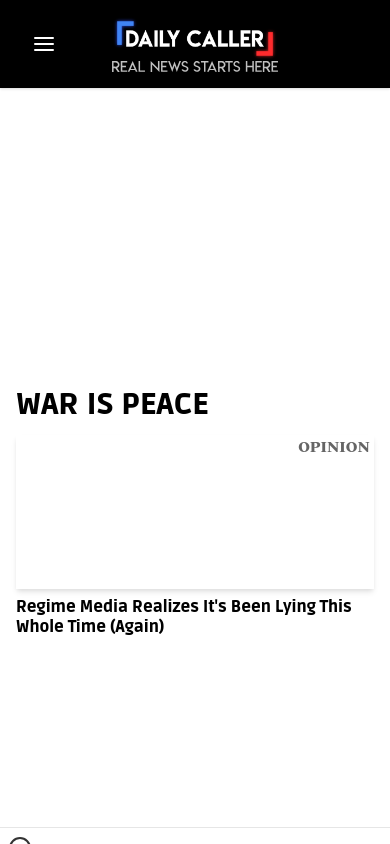 DAILY CALLER
REAL NEWS STARTS HERE
WAR IS PEACE
OPINION
Regime Media Realizes It's Been Lying This
Whole Time (Again)